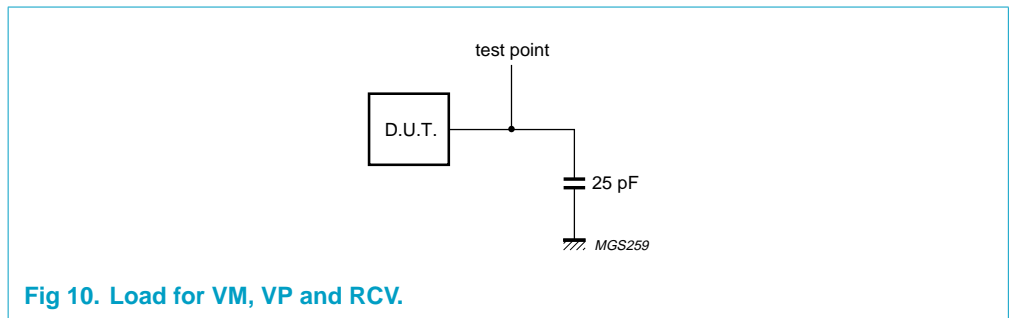 test point
D.U.T.
25 pF
MGS259
Fig 10. Load for VM, VP and RCV.